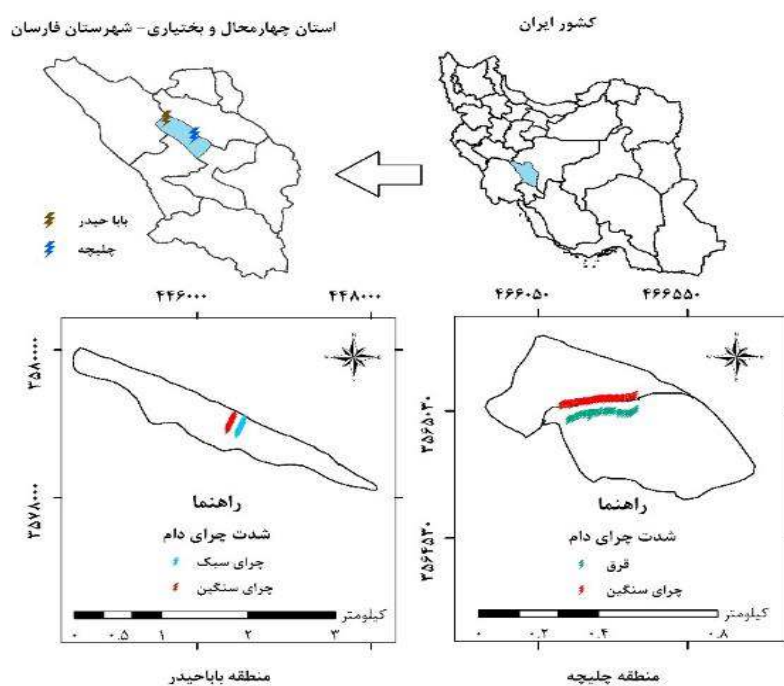 کشور ایران
استان چهارمحال و بختیاری- شهرستان فارسان
بابا حیدر
چلیچه
۴۶۶۰۵۰ ۴۶۶۵۵۰
۳۵۶۵۰۳۰
۳۵۶۴۵۳۰
راهنما
شدت چرای دام
قرق
چرای سنگین
کیلومتر
۰ ۰.۲ ۰.۴ ۰.۸
منطقه چلیچه
۴۴۶۰۰۰ ۴۴۸۰۰۰
۳۵۸۰۰۰۰
۳۵۷۸۰۰۰
راهنما
شدت چرای دام
چرای سبک
چرای سنگین
کیلومتر
۰ ۰.۵ ۱ ۲ ۳
منطقه باباحیدر